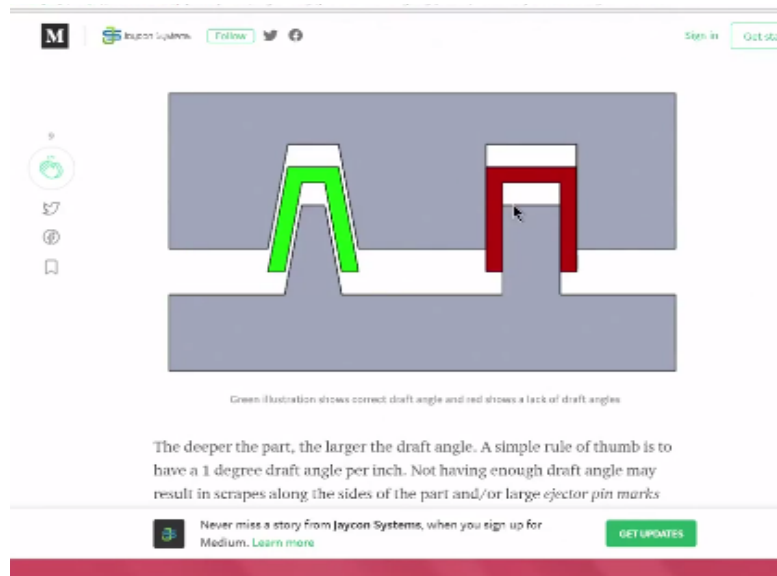 M
Jaycon Systems
Follow
Sign in
9
Green illustration shows correct draft angle and red shows a lack of draft angles
The deeper the part, the larger the draft angle. A simple rule of thumb is to
have a 1 degree draft angle per inch. Not having enough draft angle may
result in scrapes along the sides of the part and/or large ejector pin marks
Never miss a story from Jaycon Systems, when you sign up for
Medium. Learn more
GET UPDATES